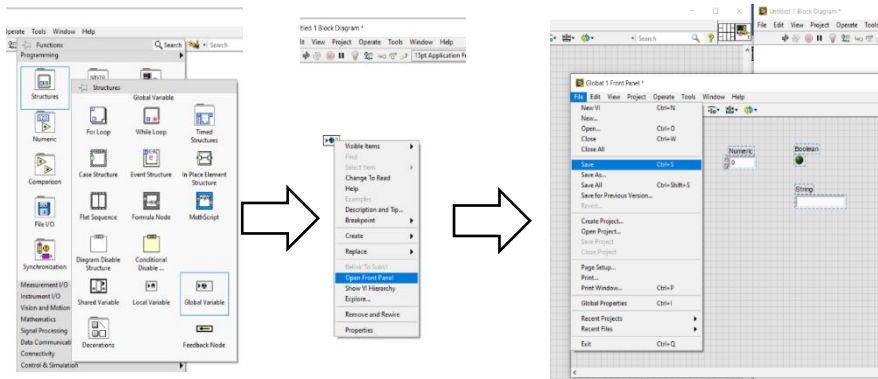 Operate Tools Window Help
Functions
Search
Search
Programming
Structures
Numeric
Comparison
File I/O
Synchronization
Measurement I/O
Instrument I/O
Vision and Motion
Mathematics
Signal Processing
Data Communicati
Connectivity
Control & Simulation
Structures
Global Variable
For Loop
While Loop
Timed
Structures
Case Structure
Event Structure
In Place Element
Structure
Flat Sequence
Formula Node
MathScript
Diagram Disable
Structure
Conditional
Disable ...
Shared Variable
Local Variable
Global Variable
Decorations
Feedback Node
1 Block Diagram *
View Project Operate Tools Window Help
15pt Application
Visible Items
Find
Select Item
Change To Read
Help
Examples
Description and Tip...
Breakpoint
Create
Replace
Relink To SubVI
Open Front Panel
Show VI Hierarchy
Explore...
Remove and Rewire
Properties
Search
Untitled 1 Block Diagram *
File Edit View Project Operate Tools
Global 1 Front Panel *
File Edit View Project Operate Tools Window Help
New VI Ctrl+N
New...
Open... Ctrl+O
Close Ctrl+W
Close All
Save Ctrl+S
Save As...
Save All Ctrl+Shift+S
Save for Previous Version...
Revert...
Create Project...
Open Project...
Save Project
Close Project
Page Setup...
Print...
Print Window... Ctrl+P
Global Properties Ctrl+I
Recent Projects
Recent Files
Exit Ctrl+Q
Numeric
0
Boolean
String